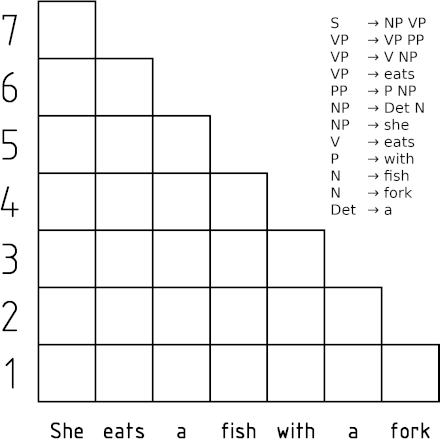 7
6
5
4
3
2
1
S → NP VP
VP → VP PP
VP → V NP
VP → eats
PP → P NP
NP → Det N
NP → she
V → eats
P → with
N → fish
N → fork
Det → a
She eats a fish with a fork